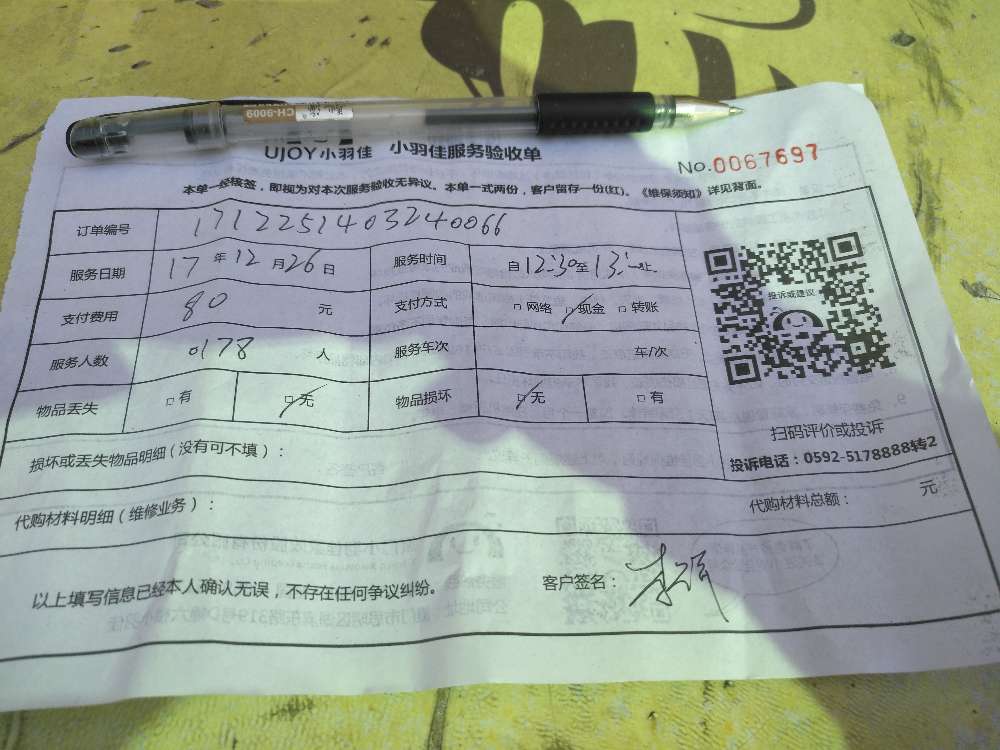 CH-9009
UJOY小羽佳 小羽佳服务验收单
No.0067697
本单一经核签，即视为对本次服务验收无异议。本单一式两份，客户留存一份(红)。《维保须知》详见背面。
订单编号 1712251403240066
服务日期 17 年 12 月 26 日 服务时间 自 12:30 至 13:- 止
支付费用 80 元 支付方式 □网络 □现金 □转账
服务人数 0178 人 服务车次 车/次
物品丢失 □有 □无 物品损坏 □无 □有
投诉或建议
扫码评价或投诉
投诉电话：0592-5178888转2
损坏或丢失物品明细(没有可不填)：
代购材料明细(维修业务)： 代购材料总额： 元
以上填写信息已经本人确认无误，不存在任何争议纠纷。 客户签名：